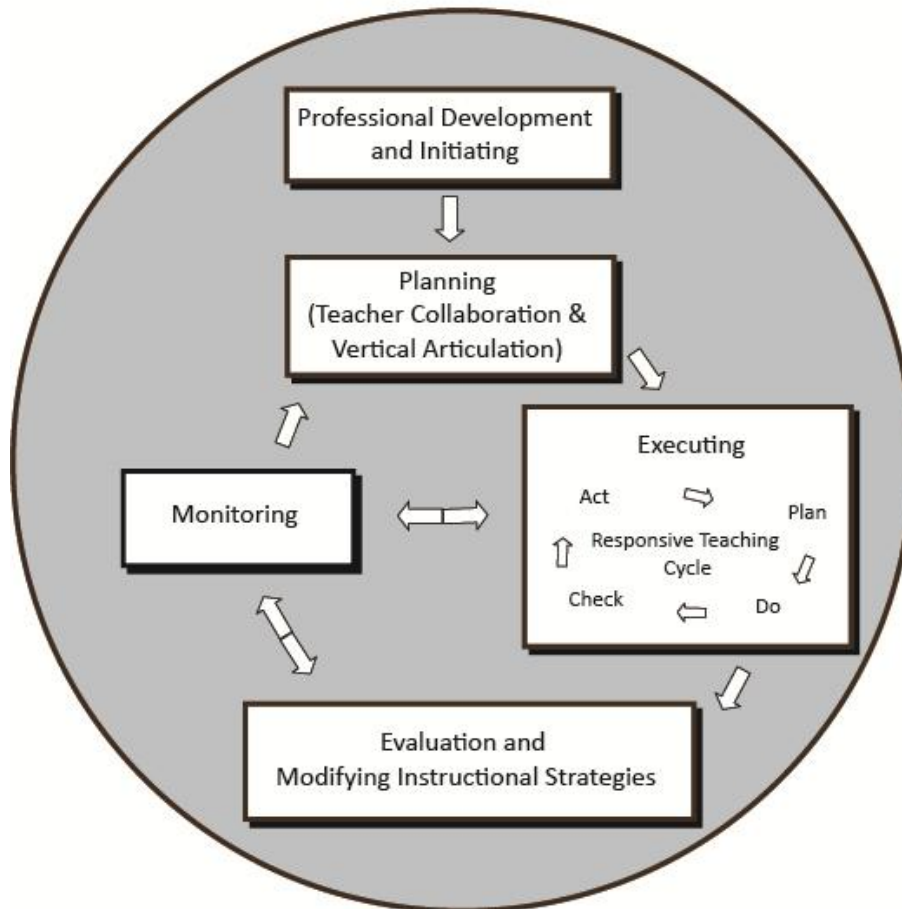 Professional Development
and Initiating
Planning
(Teacher Collaboration &
Vertical Articulation)
Executing
Act
Plan
Responsive Teaching
Cycle
Check
Do
Monitoring
Evaluation and
Modifying Instructional Strategies